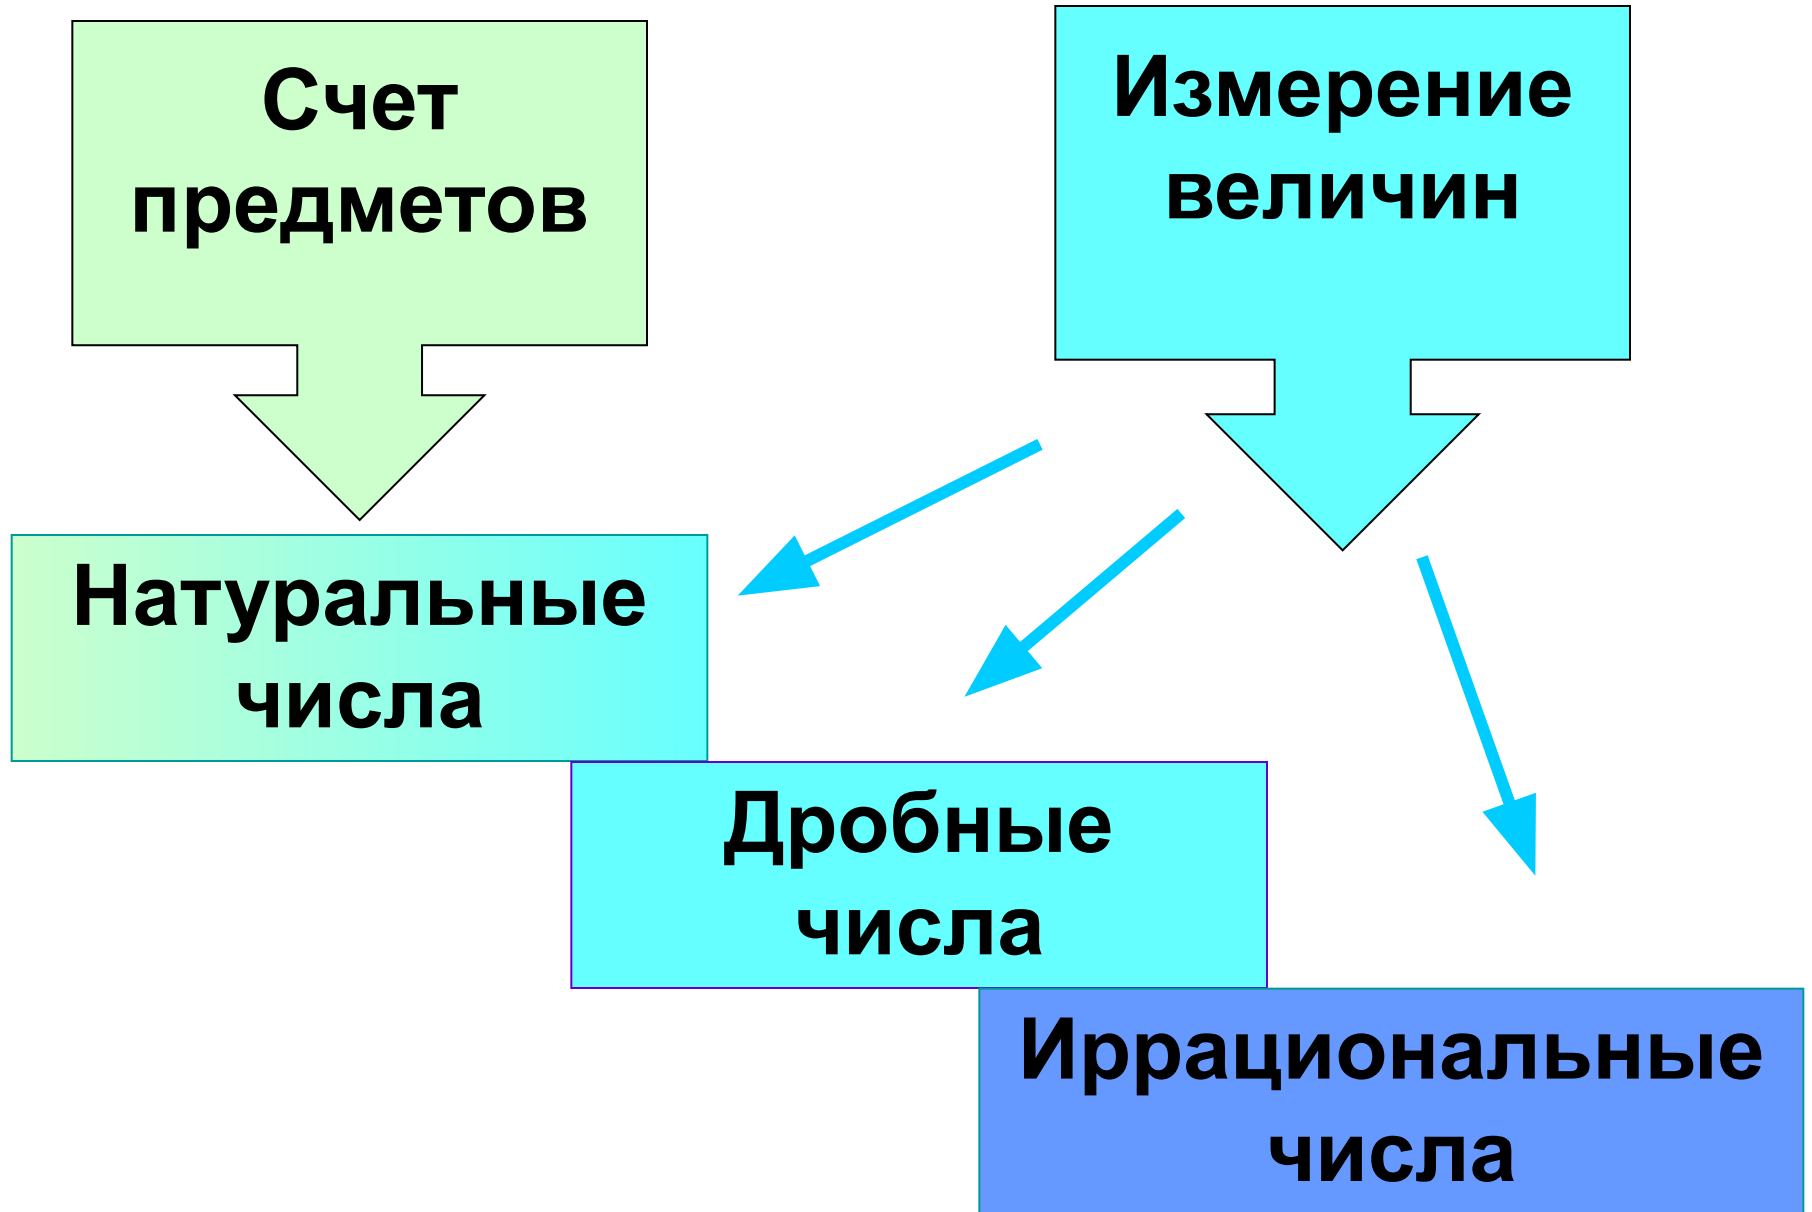 Счет
предметов
Измерение
величин
Натуральные
числа
Дробные
числа
Иррациональные
числа